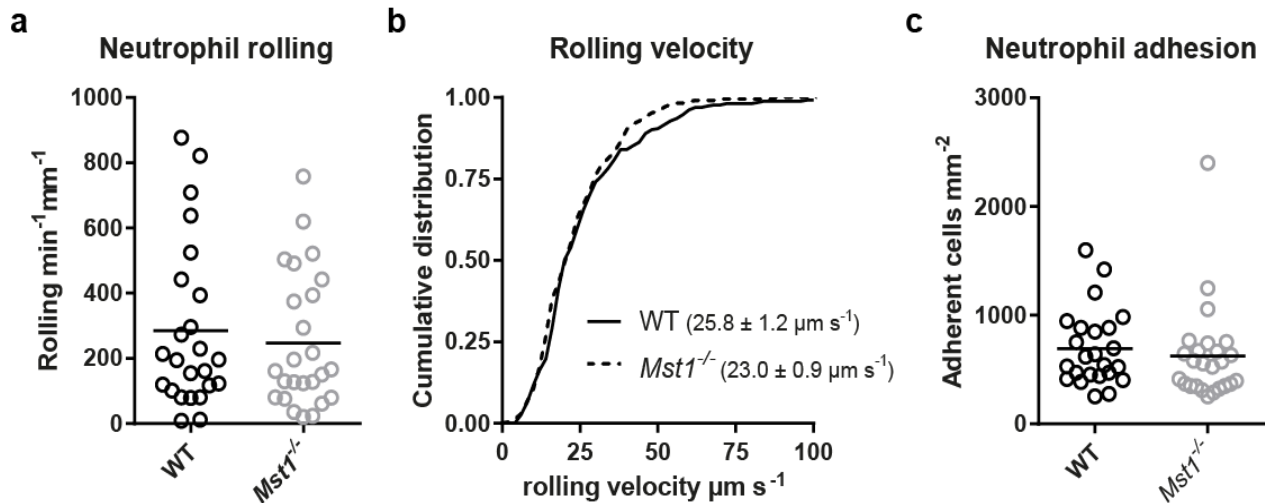 a
Neutrophil rolling
Rolling min⁻¹mm⁻¹
1000
800
600
400
200
0
WT
Mst1⁻/⁻
b
Rolling velocity
Cumulative distribution
1.00
0.75
0.50
0.25
0.00
WT (25.8 ± 1.2 µm s⁻¹)
Mst1⁻/⁻ (23.0 ± 0.9 µm s⁻¹)
0 25 50 75 100
rolling velocity µm s⁻¹
c
Neutrophil adhesion
Adherent cells mm⁻²
3000
2000
1000
0
WT
Mst1⁻/⁻